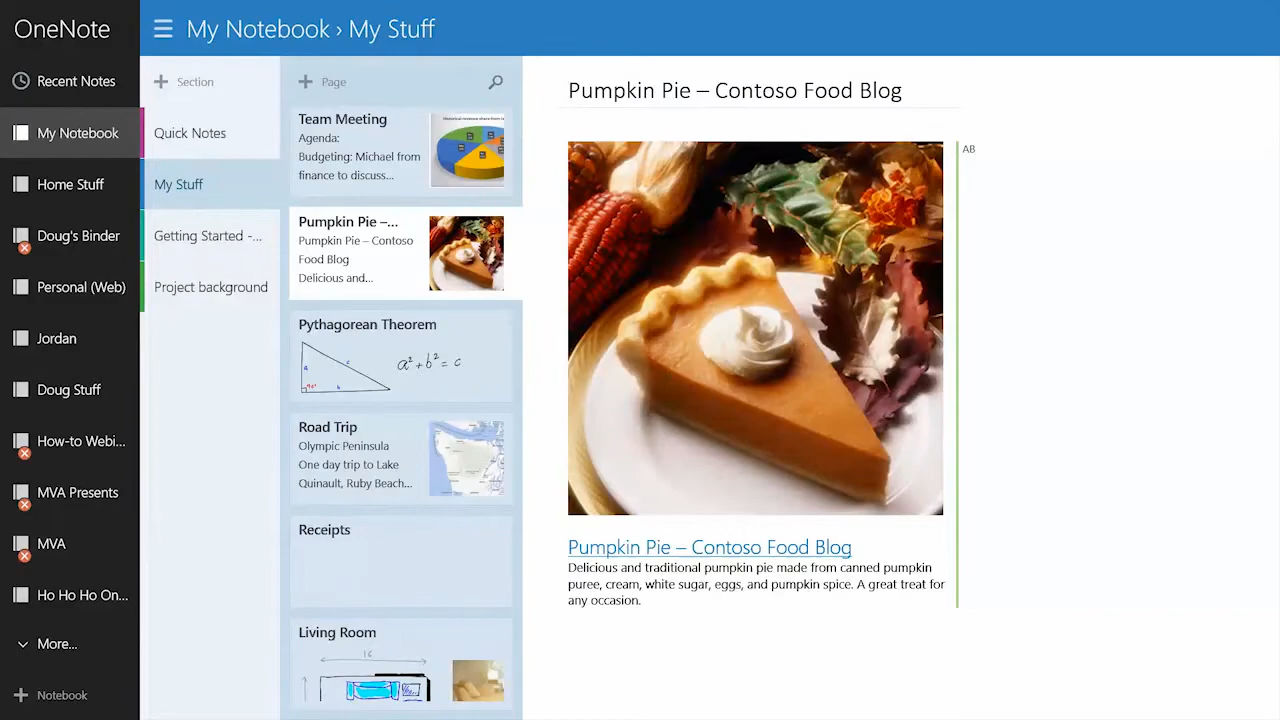 OneNote
My Notebook › My Stuff
Recent Notes
My Notebook
Home Stuff
Doug's Binder
Personal (Web)
Jordan
Doug Stuff
How-to Webi...
MVA Presents
MVA
Ho Ho Ho On...
More...
Notebook
Section
Quick Notes
My Stuff
Getting Started -...
Project background
Page
Team Meeting
Agenda:
Budgeting: Michael from
finance to discuss...
Pumpkin Pie –...
Pumpkin Pie – Contoso
Food Blog
Delicious and...
Pythagorean Theorem
a
c
b
90°
a² + b² = c
Road Trip
Olympic Peninsula
One day trip to Lake
Quinault, Ruby Beach...
Receipts
Living Room
16
Pumpkin Pie – Contoso Food Blog
AB
Pumpkin Pie – Contoso Food Blog
Delicious and traditional pumpkin pie made from canned pumpkin
puree, cream, white sugar, eggs, and pumpkin spice. A great treat for
any occasion.